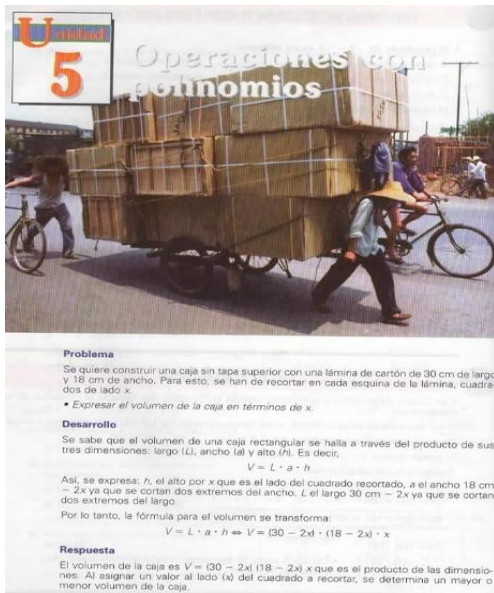 Unidad
5
Operaciones con
polinomios
Problema
Se quiere construir una caja sin tapa superior con una lámina de cartón de 30 cm de largo
y 18 cm de ancho. Para esto, se han de recortar en cada esquina de la lámina, cuadra-
dos de lado x.
• Expresar el volumen de la caja en términos de x.
Desarrollo
Se sabe que el volumen de una caja rectangular se halla a través del producto de sus
tres dimensiones: largo (L), ancho (a) y alto (h). Es decir,
V = L · a · h
Así, se expresa: h, el alto por x que es el lado del cuadrado recortado, a el ancho 18 cm
− 2x ya que se cortan dos extremos del ancho. L el largo 30 cm − 2x ya que se cortan
dos extremos del largo.
Por lo tanto, la fórmula para el volumen se transforma:
V = L · a · h ⇔ V = (30 − 2x) · (18 − 2x) · x
Respuesta
El volumen de la caja es V = (30 − 2x) (18 − 2x) x que es el producto de las dimensio-
nes. Al asignar un valor al lado (x) del cuadrado a recortar, se determina un mayor o
menor volumen de la caja.